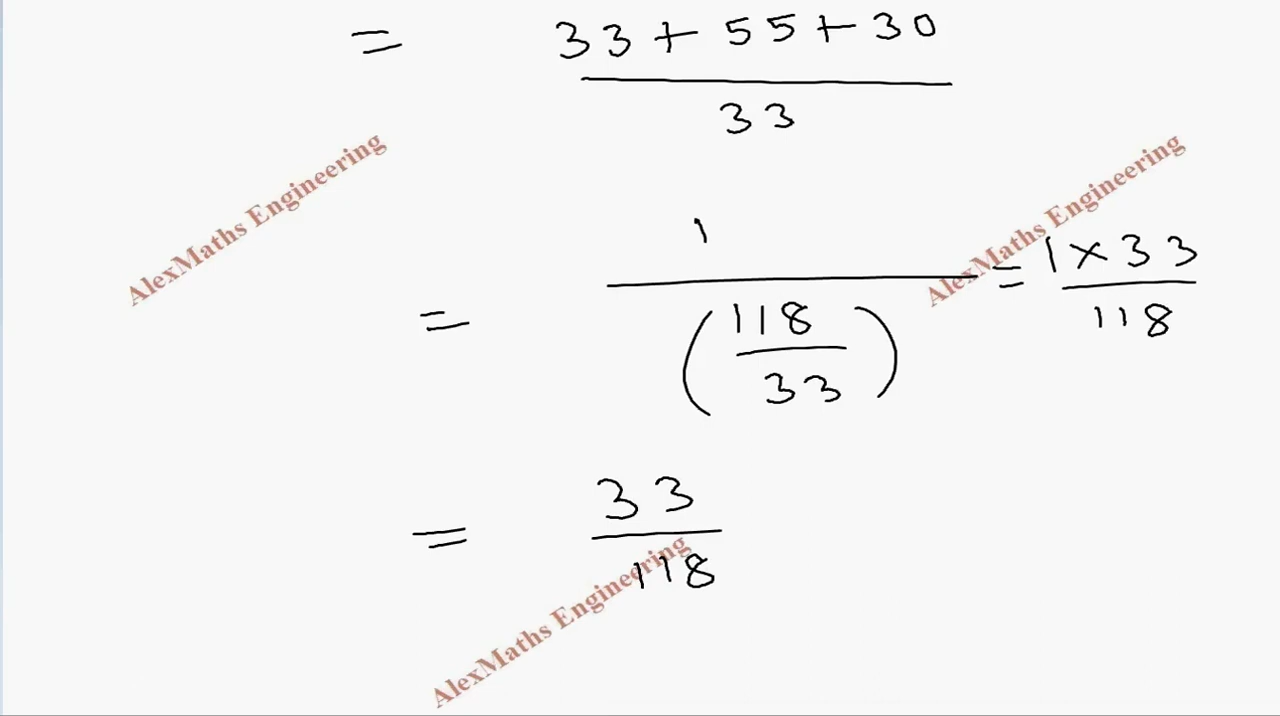 = 33 + 55 + 30
33
AlexMaths Engineering
AlexMaths Engineering
1
= 1 × 33
118
= ( 118
33 )
= 33
118
AlexMaths Engineering